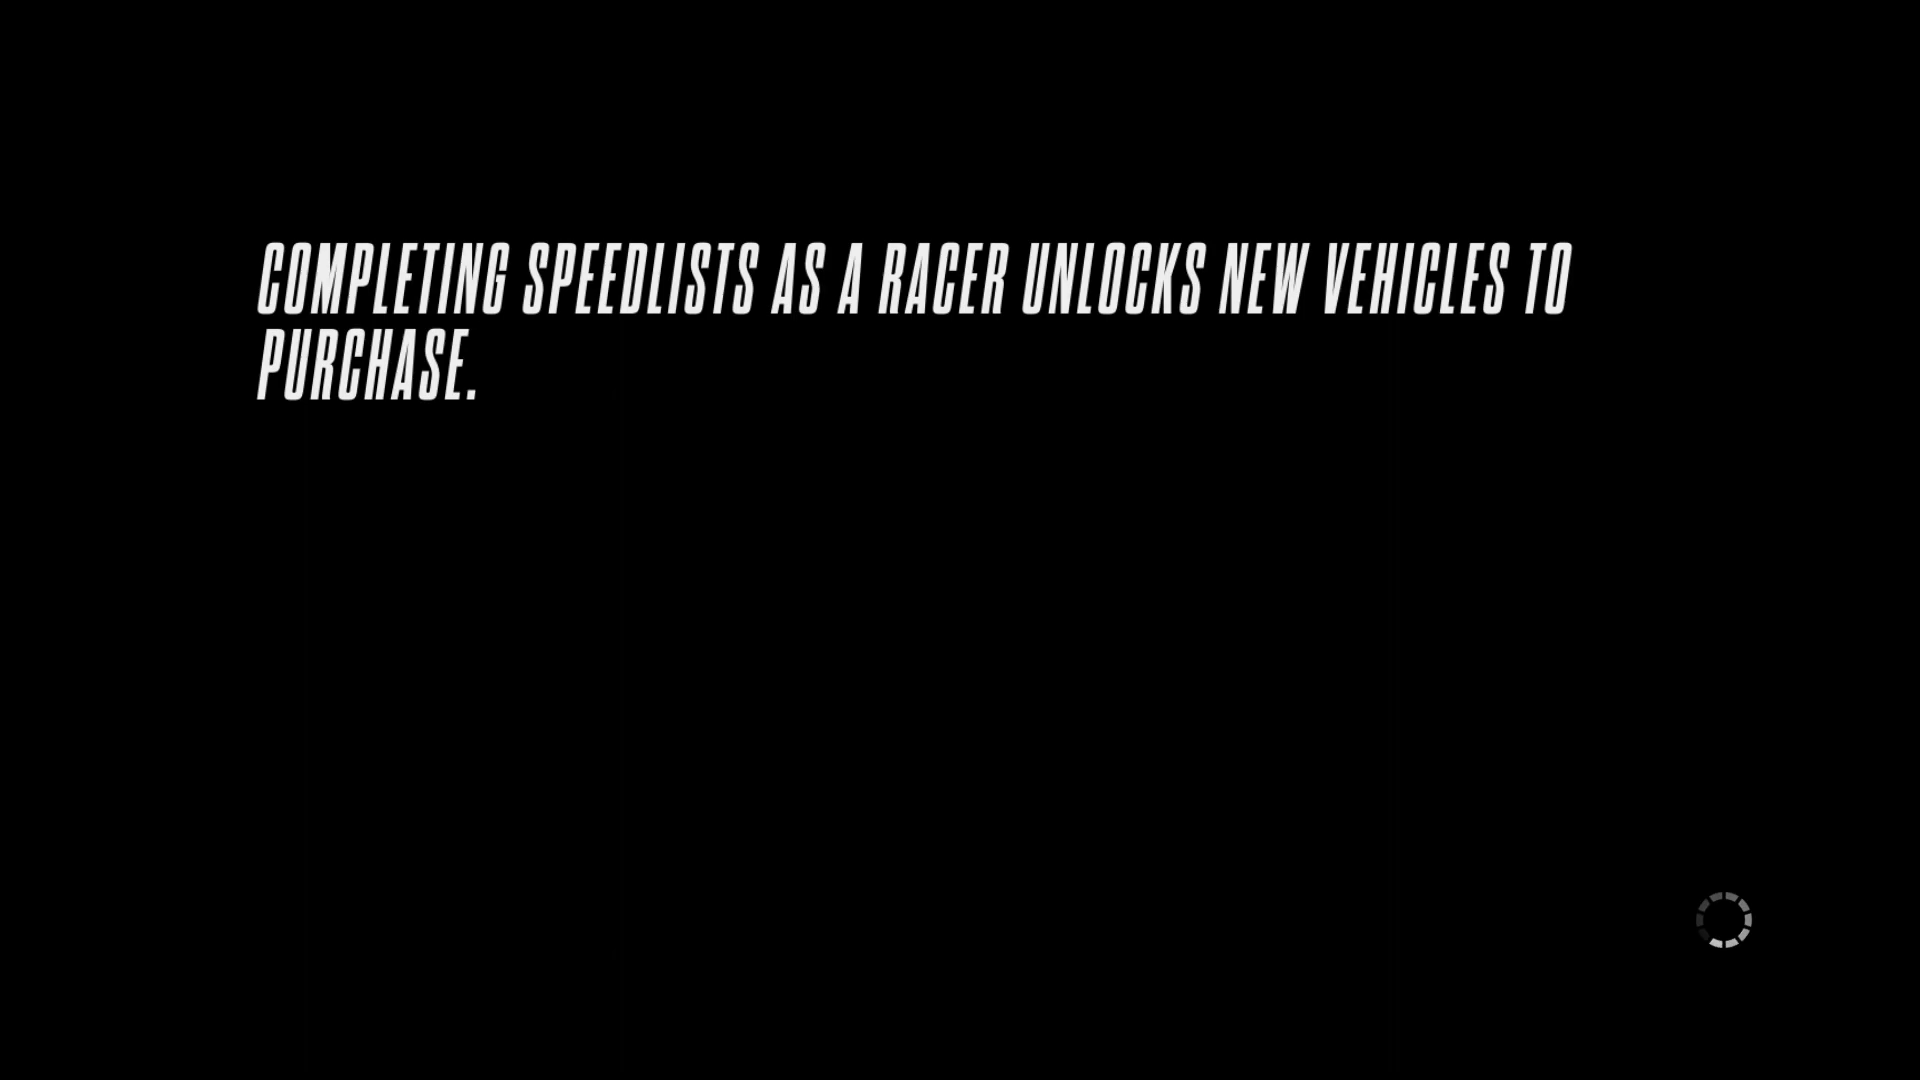 COMPLETING SPEEDLISTS AS A RACER UNLOCKS NEW VEHICLES TO
PURCHASE.